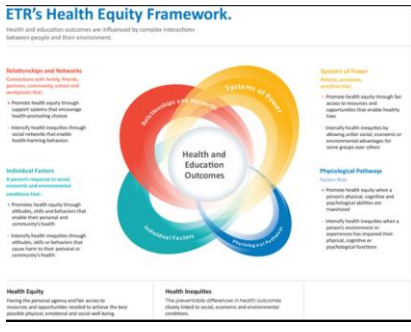 ETR's Health Equity Framework.
Health and education outcomes are influenced by complex interactions
between people and their environment.
Relationships and Networks
Connections with family, friends,
partners, community, school and
workplaces that:
• Promote health equity through
support systems that encourage
health-promoting choices
• Intensify health inequities through
social networks that enable
health-harming behaviors
Individual Factors
A person's response to social,
economic and environmental
conditions that:
• Promotes health equity through
attitudes, skills and behaviors that
enable their personal and
community's health
• Intensify health inequities through
attitudes, skills or behaviors that
cause harm to their personal or
community's health
Relationships and Networks
Systems of Power
Health and
Education
Outcomes
Individual Factors
Physiological Pathways
Systems of Power
Policies, processes,
practices that:
• Promote health equity through fair
access to resources and
opportunities that enable healthy
lives
• Intensify health inequities by
allowing unfair social, economic or
environmental advantages for
some groups over others
Physiological Pathways
Factors that:
• Promote health equity when a
person's physical, cognitive and
psychological abilities are
maximized
• Intensify health inequities when a
person's environment or
experiences has impaired their
physical, cognitive or
psychological functions
Health Equity
Having the personal agency and fair access to
resources and opportunities needed to achieve the best
possible physical, emotional and social well-being.
Health Inequities
The preventable differences in health outcomes
closely linked to social, economic and environmental
conditions.